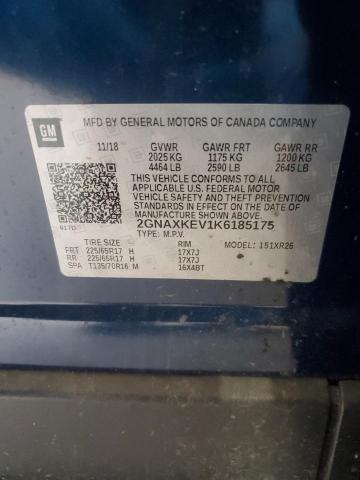 GM
MFD BY GENERAL MOTORS OF CANADA COMPANY
11/18 GVWR GAWR FRT GAWR RR
2025 KG 1175 KG 1200 KG
4464 LB 2590 LB 2645 LB
THIS VEHICLE CONFORMS TO ALL
APPLICABLE U.S. FEDERAL MOTOR
VEHICLE SAFETY AND THEFT
PREVENTION STANDARDS IN EFFECT
ON THE DATE OF MANUFACTURE
SHOWN ABOVE.
2GNAXKEV1K6185175
617D TYPE: M.P.V.
TIRE SIZE RIM MODEL: 151XR26
FRT 225/65R17 H 17X7J
RR 225/65R17 H 17X7J
SPA T135/70R16 M 16X4BT